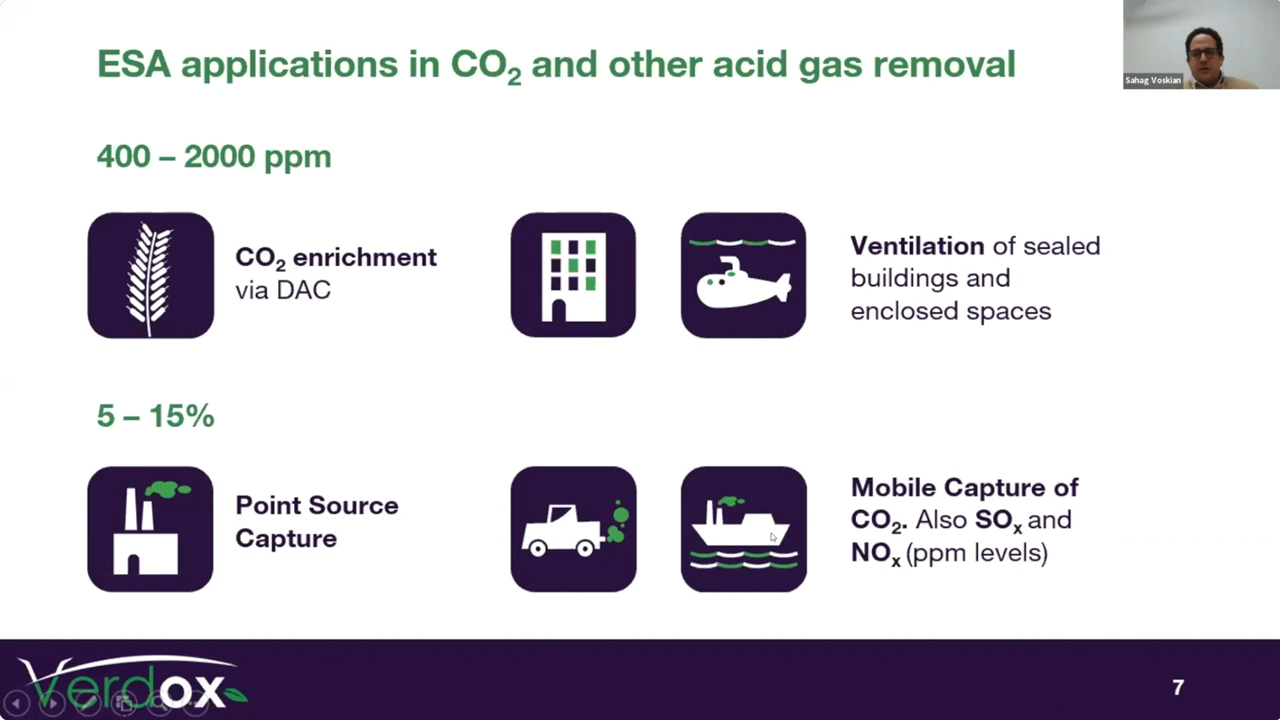 ESA applications in CO₂ and other acid gas removal
Sahag Voskian
400 – 2000 ppm
CO₂ enrichment
via DAC
Ventilation of sealed
buildings and
enclosed spaces
5 – 15%
Point Source
Capture
Mobile Capture of
CO₂. Also SOₓ and
NOₓ (ppm levels)
Verdox
7